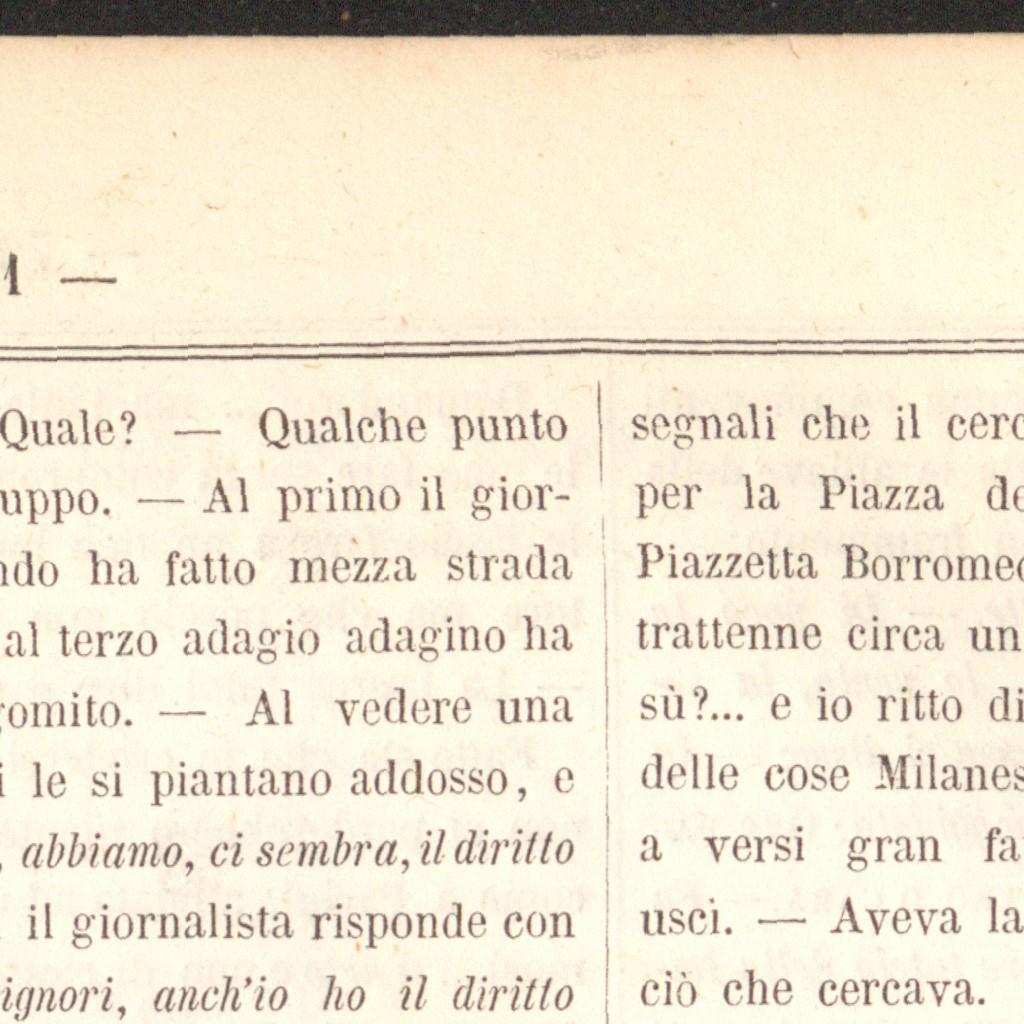 1 —
Quale? — Qualche punto
uppo. — Al primo il gior-
ndo ha fatto mezza strada
al terzo adagio adagino ha
gomito. — Al vedere una
i le si piantano addosso, e
, abbiamo, ci sembra, il diritto
il giornalista risponde con
ignori, anch'io ho il diritto
segnali che il cerc
per la Piazza de
Piazzetta Borromeo
trattenne circa un
sù?... e io ritto di
delle cose Milanes
a versi gran fa
usci. — Aveva la
ciò che cercava.